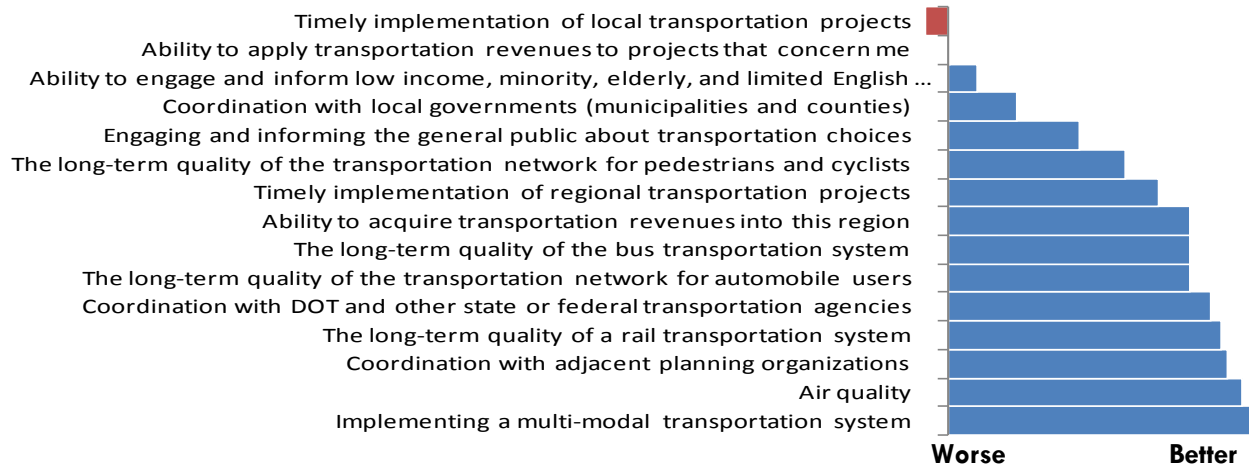 Timely implementation of local transportation projects
Ability to apply transportation revenues to projects that concern me
Ability to engage and inform low income, minority, elderly, and limited English ...
Coordination with local governments (municipalities and counties)
Engaging and informing the general public about transportation choices
The long-term quality of the transportation network for pedestrians and cyclists
Timely implementation of regional transportation projects
Ability to acquire transportation revenues into this region
The long-term quality of the bus transportation system
The long-term quality of the transportation network for automobile users
Coordination with DOT and other state or federal transportation agencies
The long-term quality of a rail transportation system
Coordination with adjacent planning organizations
Air quality
Implementing a multi-modal transportation system
Worse Better